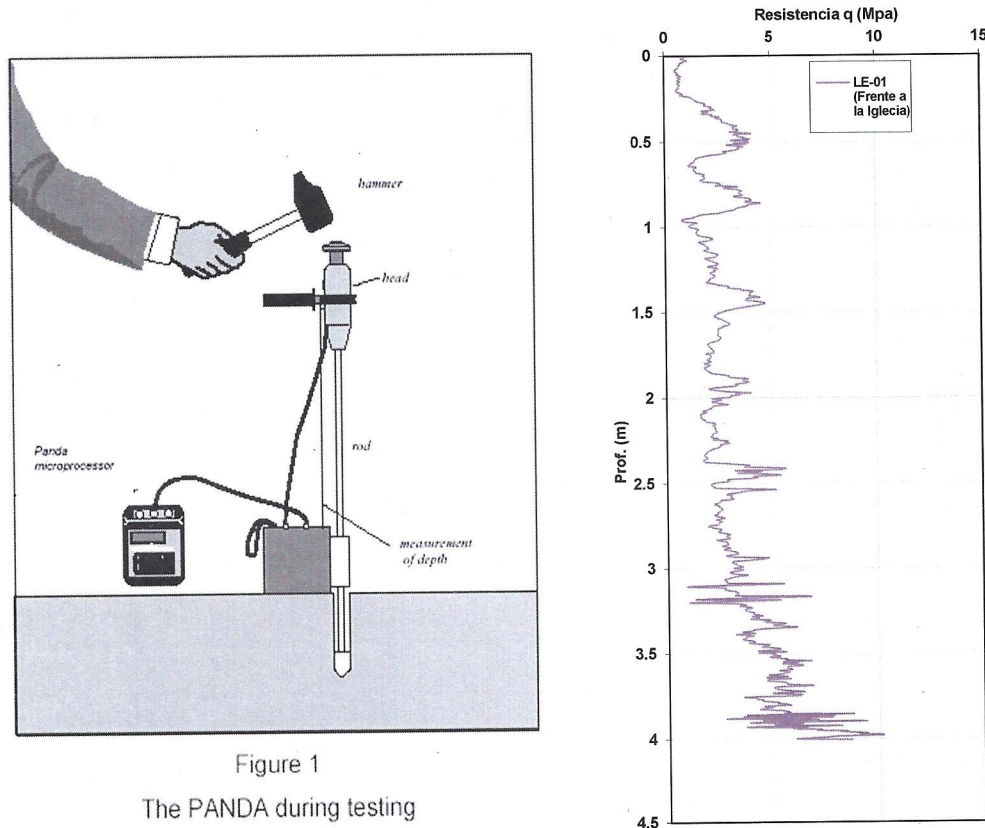 hammer
head
rod
Panda
microprocessor
measurement
of depth
Figure 1
The PANDA during testing
Resistencia q (Mpa)
0 5 10 15
Prof. (m)
0
0.5
1
1.5
2
2.5
3
3.5
4
4.5
LE-01
(Frente a
la Iglecia)